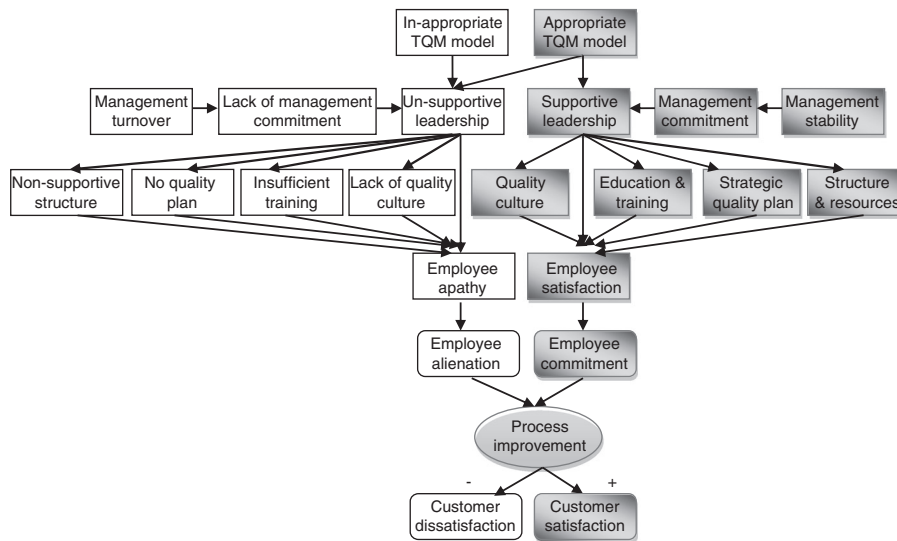 In-appropriate
TQM model
Appropriate
TQM model
Management
turnover
Lack of management
commitment
Un-supportive
leadership
Supportive
leadership
Management
commitment
Management
stability
Non-supportive
structure
No quality
plan
Insufficient
training
Lack of quality
culture
Quality
culture
Education &
training
Strategic
quality plan
Structure
& resources
Employee
apathy
Employee
satisfaction
Employee
alienation
Employee
commitment
Process
improvement
-
+
Customer
dissatisfaction
Customer
satisfaction